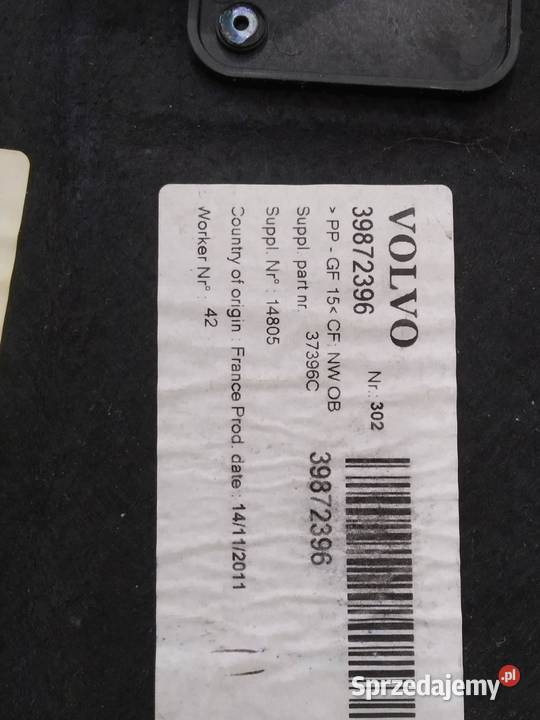 VOLVO
Nr.: 302
39872396
> PP - GF 15< CF; NW OB
39872396
Suppl. part nr. 37396C
Suppl. Nr° : 14805
Country of origin : France Prod. date : 14/11/2011
Worker Nr° : 42
Sprzedajemy.pl